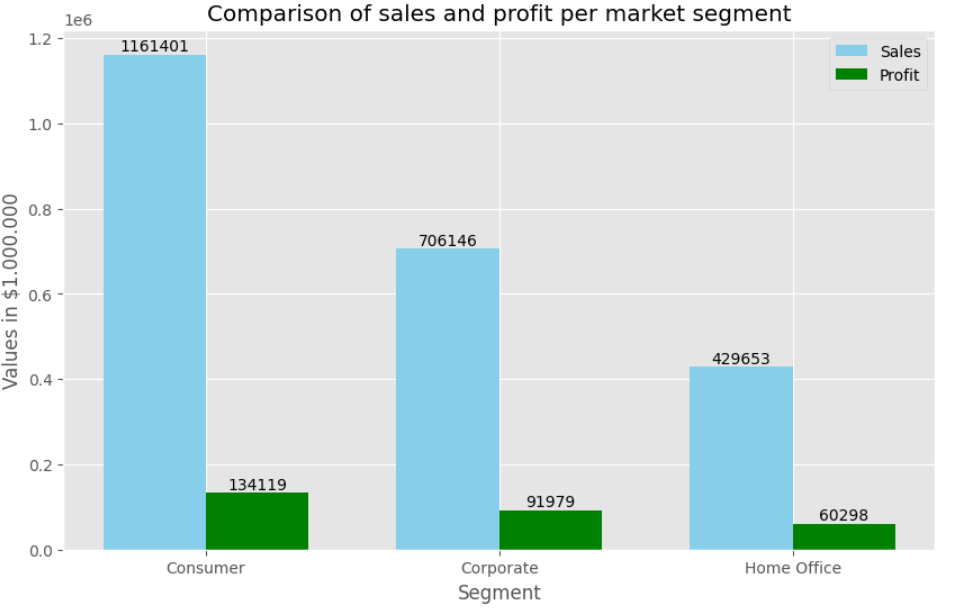 Comparison of sales and profit per market segment
1e6
1.2
1.0
0.8
0.6
0.4
0.2
0.0
Values in $1.000.000
1161401
134119
706146
91979
429653
60298
Sales
Profit
Consumer
Corporate
Home Office
Segment